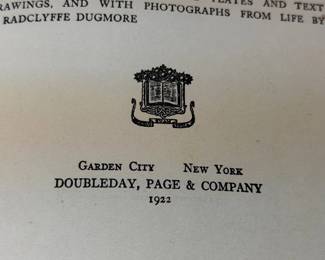 RAWINGS, AND WITH PHOTOGRAPHS FROM LIFE BY
RADCLYFFE DUGMORE
GARDEN CITY NEW YORK
DOUBLEDAY, PAGE & COMPANY
1922